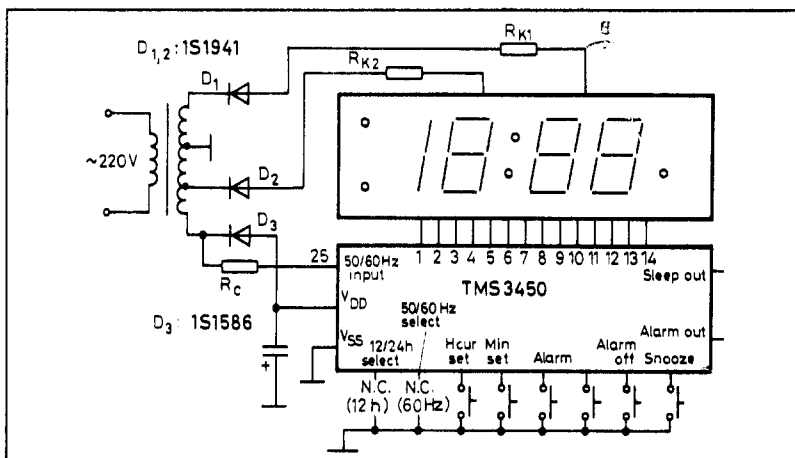 D1,2 : 1S1941
D1
RK1
RK2
~220V
D2
D3
RC
D3: 1S1586
1 2 3 4 5 6 7 8 9 10 11 12 13 14
25
50/60Hz
input
TMS3450
Sleep out
VDD
50/60 Hz
select
VSS
12/24h
select
Hour
set
Min
set
Alarm
Alarm
off
Snooze
Alarm out
+
N.C.
(12h)
N.C.
(60Hz)